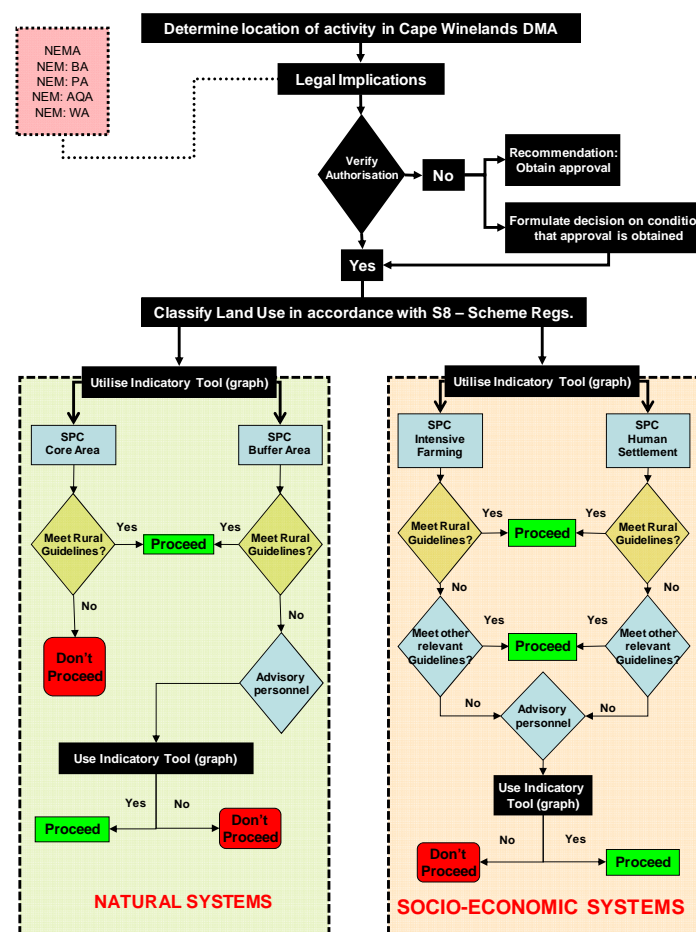 Determine location of activity in Cape Winelands DMA
NEMA
NEM: BA
NEM: PA
NEM: AQA
NEM: WA
Legal Implications
Verify
Authorisation
No
Recommendation:
Obtain approval
Formulate decision on conditio
that approval is obtained
Yes
Classify Land Use in accordance with S8 – Scheme Regs.
Utilise Indicatory Tool (graph)
SPC
Core Area
SPC
Buffer Area
Meet Rural
Guidelines?
Yes
Proceed
Yes
Meet Rural
Guidelines?
No
No
Don't
Proceed
Advisory
personnel
Use Indicatory Tool (graph)
Yes
No
Proceed
Don't
Proceed
NATURAL SYSTEMS
Utilise Indicatory Tool (graph)
SPC
Intensive
Farming
SPC
Human
Settlement
Meet Rural
Guidelines?
Yes
Proceed
Yes
Meet Rural
Guidelines?
No
No
Meet other
relevant
Guidelines?
Yes
Proceed
Yes
Meet other
relevant
Guidelines?
No
No
Advisory
personnel
Use Indicatory
Tool (graph)
No
Yes
Don't
Proceed
Proceed
SOCIO-ECONOMIC SYSTEMS